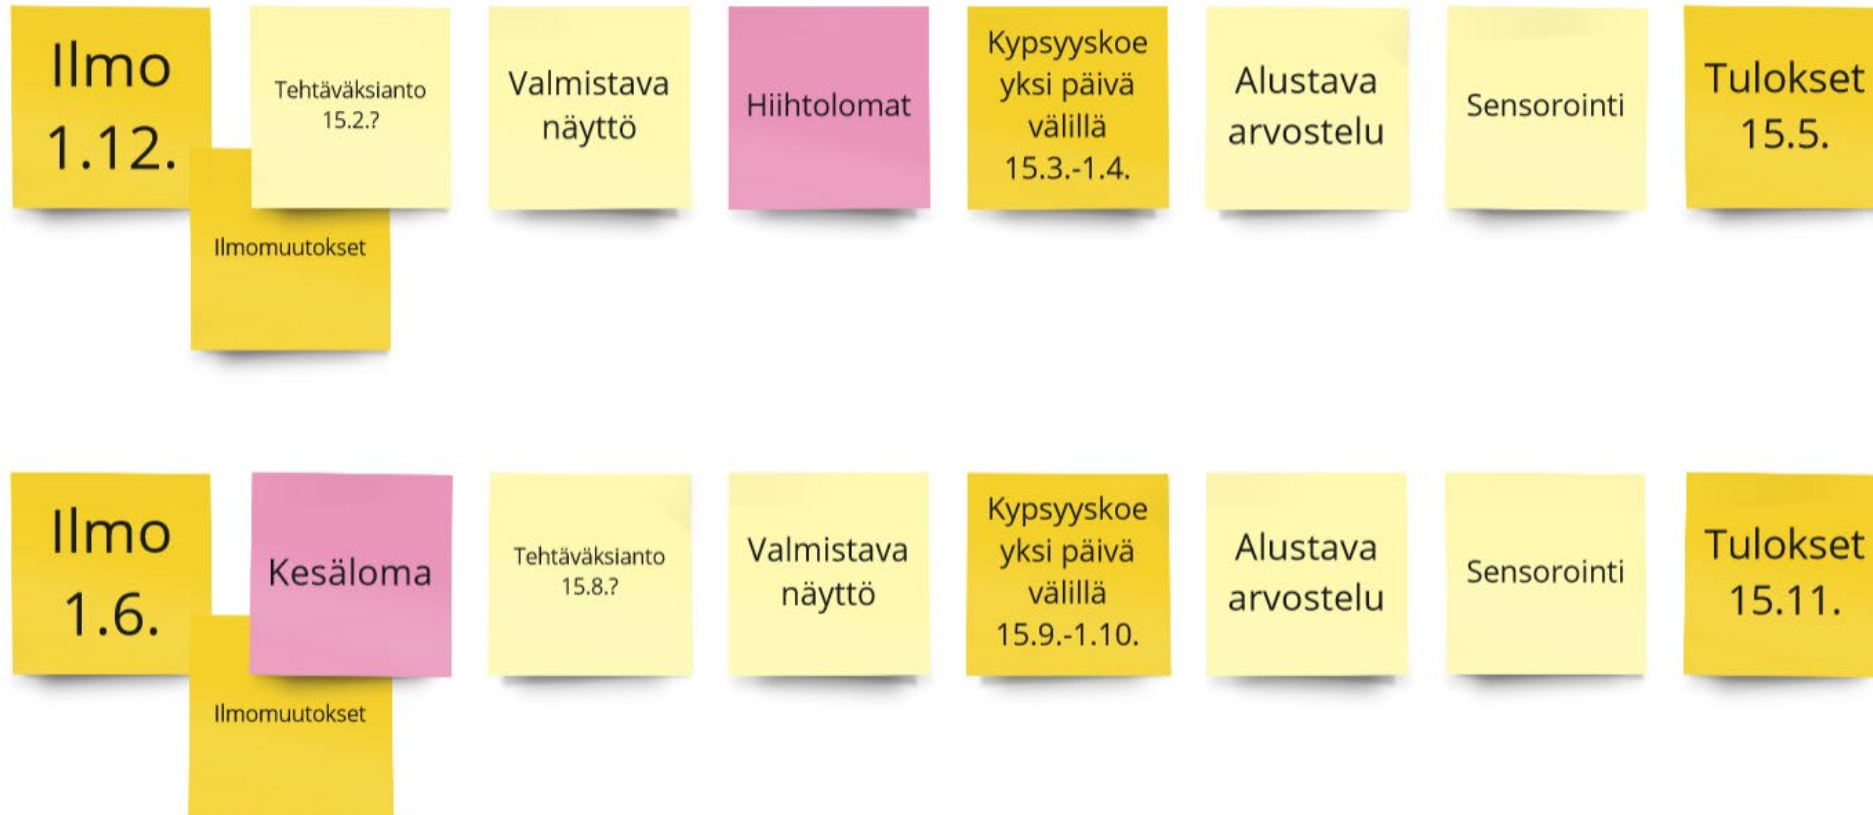 Ilmo
1.12.
Ilmomuutokset
Tehtäväksianto
15.2.?
Valmistava
näyttö
Hiihtolomat
Kypsyyskoe
yksi päivä
välillä
15.3.-1.4.
Alustava
arvostelu
Sensorointi
Tulokset
15.5.
Ilmo
1.6.
Ilmomuutokset
Kesäloma
Tehtäväksianto
15.8.?
Valmistava
näyttö
Kypsyyskoe
yksi päivä
välillä
15.9.-1.10.
Alustava
arvostelu
Sensorointi
Tulokset
15.11.